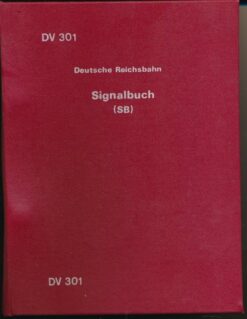 DV 301
Deutsche Reichsbahn
Signalbuch
(SB)
DV 301